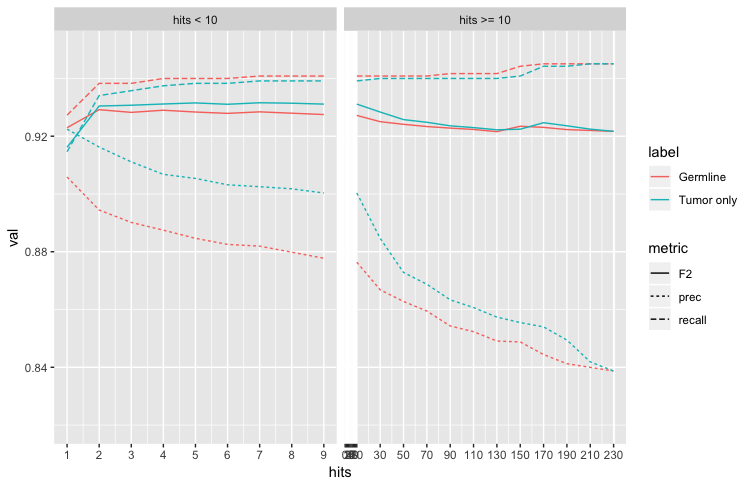 hits < 10
hits >= 10
val
0.92
0.88
0.84
1 2 3 4 5 6 7 8 9
30 50 70 90 110 130 150 170 190 210 230
hits
label
Germline
Tumor only
metric
F2
prec
recall